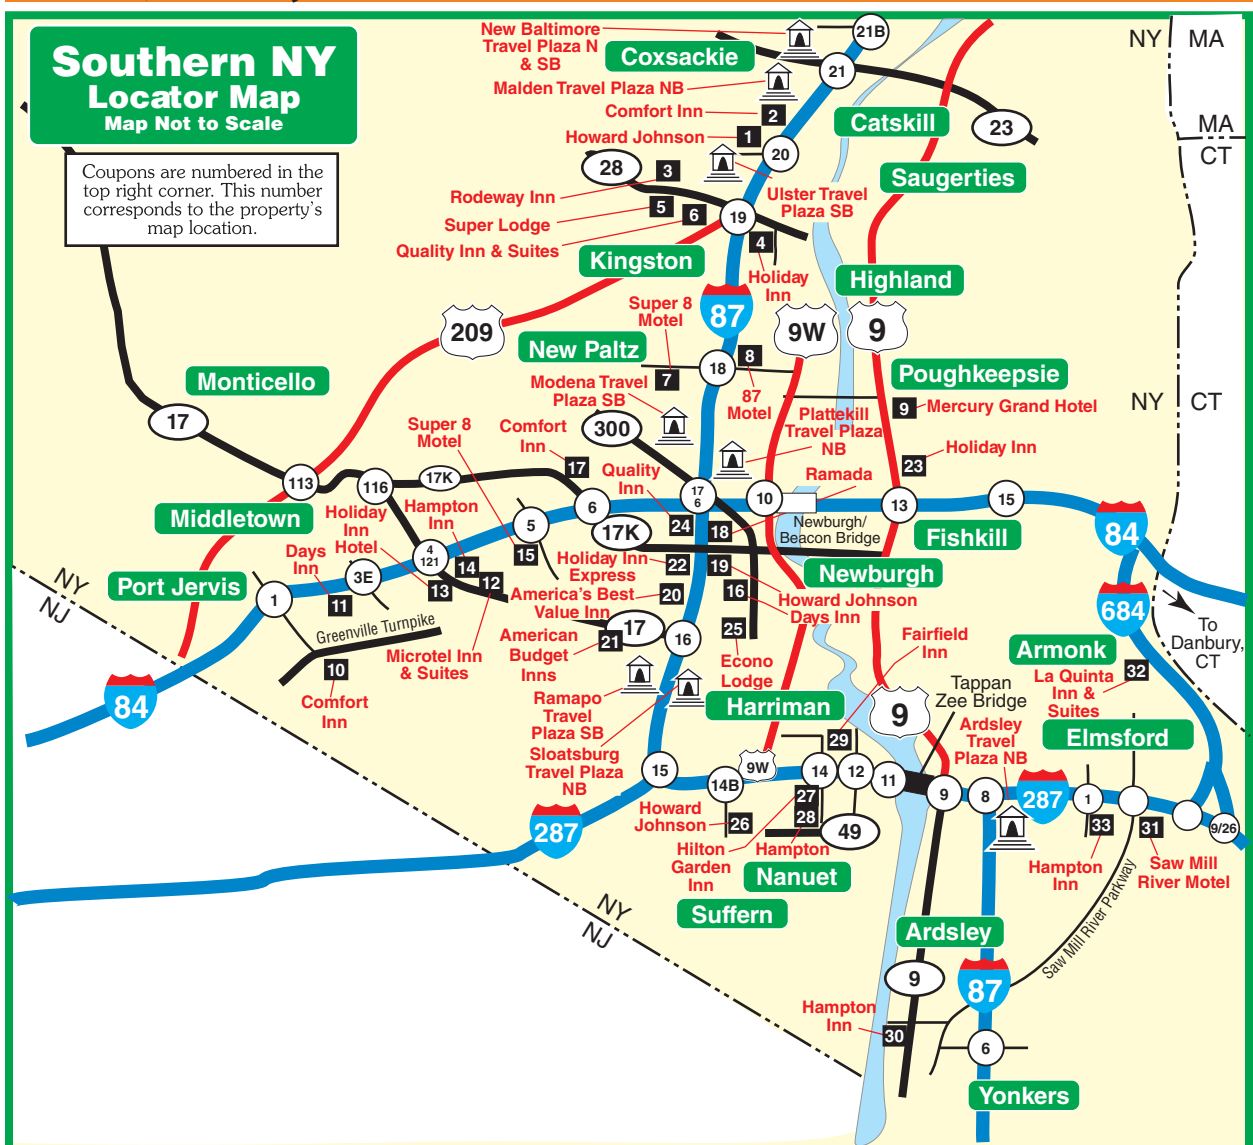 Southern NY
Locator Map
Map Not to Scale
Coupons are numbered in the
top right corner. This number
corresponds to the property's
map location.
New Baltimore
Travel Plaza N
& SB
Coxsackie
21B
21
NY
MA
MA
CT
Malden Travel Plaza NB
Comfort Inn
2
Howard Johnson
1
20
Catskill
23
28
Rodeway Inn
3
Super Lodge
5
Quality Inn & Suites
6
19
4
Ulster Travel
Plaza SB
Saugerties
Kingston
Holiday
Inn
Highland
209
Super 8
Motel
87
9W
9
New Paltz
18
8
7
87
Motel
Monticello
17
Modena Travel
Plaza SB
300
Poughkeepsie
9
Mercury Grand Hotel
NY
CT
Plattekill
Travel Plaza
NB
Super 8
Motel
Comfort
Inn
17
Quality
Inn
24
Ramada
23
Holiday Inn
113
116
17K
Middletown
Holiday
Inn
Hotel
Hampton
Inn
5
6
17
6
10
13
15
84
17K
18
Newburgh/
Beacon Bridge
Fishkill
Days
Inn
11
3E
4
121
14
15
13
12
Holiday Inn
Express
22
19
Newburgh
America's Best
Value Inn
20
16
Howard Johnson
Days Inn
684
To
Danbury,
CT
NY
NJ
Port Jervis
1
Greenville Turnpike
10
Comfort
Inn
Microtel Inn
& Suites
17
American
Budget
Inns
21
16
25
Econo
Lodge
Fairfield
Inn
Armonk
La Quinta
Inn &
Suites
32
84
Ramapo
Travel
Plaza SB
Harriman
9
Tappan
Zee Bridge
Sloatsburg
Travel Plaza
NB
29
Ardsley
Travel
Plaza NB
Elmsford
15
14B
9W
14
12
11
9
8
287
1
9/26
287
Howard
Johnson
26
27
28
49
Hilton
Garden
Inn
Hampton
Nanuet
33
Hampton
Inn
31
Saw Mill
River Motel
Suffern
NY
NJ
Saw Mill River Parkway
Ardsley
9
87
Hampton
Inn
30
6
Yonkers